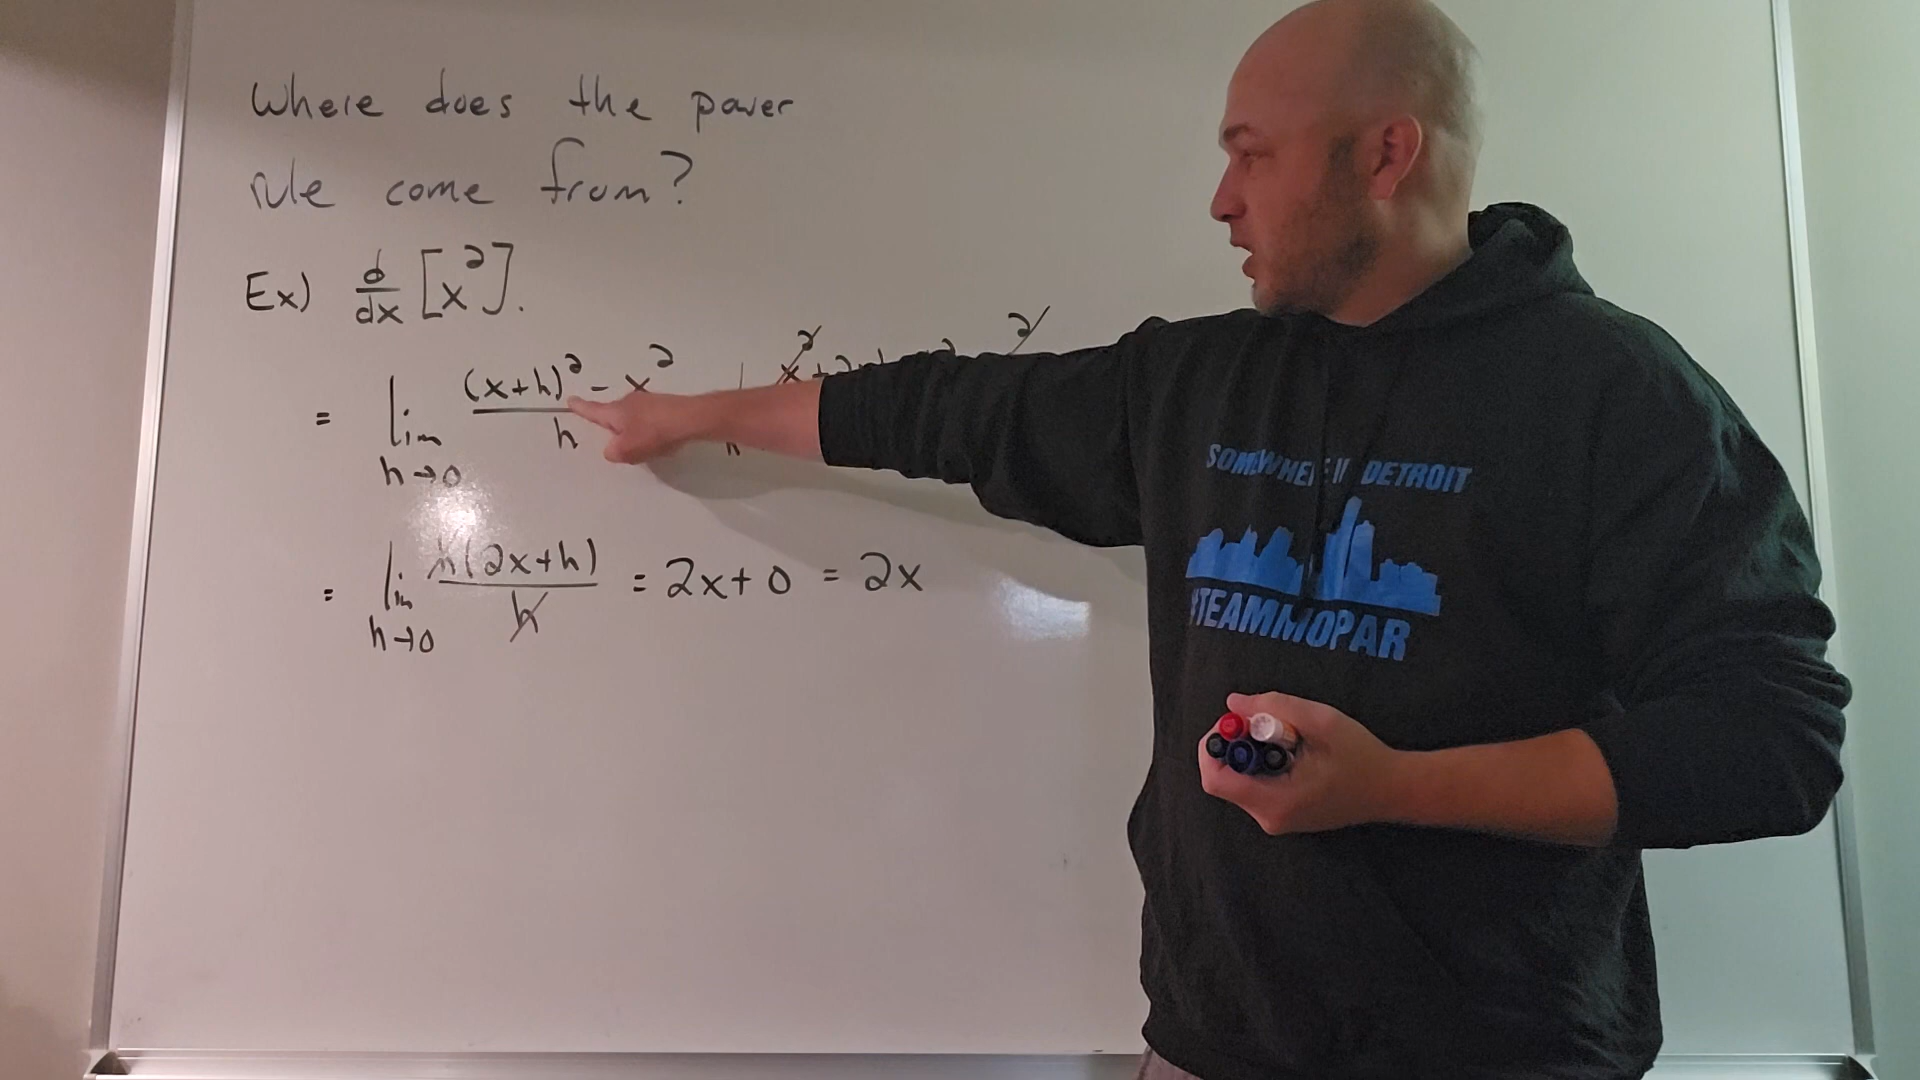 Where does the power
rule come from?
Ex) d/dx [x²].
= lim h→0 (x+h)² - x² / h
= lim h→0 h(2x+h) / h = 2x+0 = 2x
SOMEWHERE IN DETROIT
#TEAMMOPAR